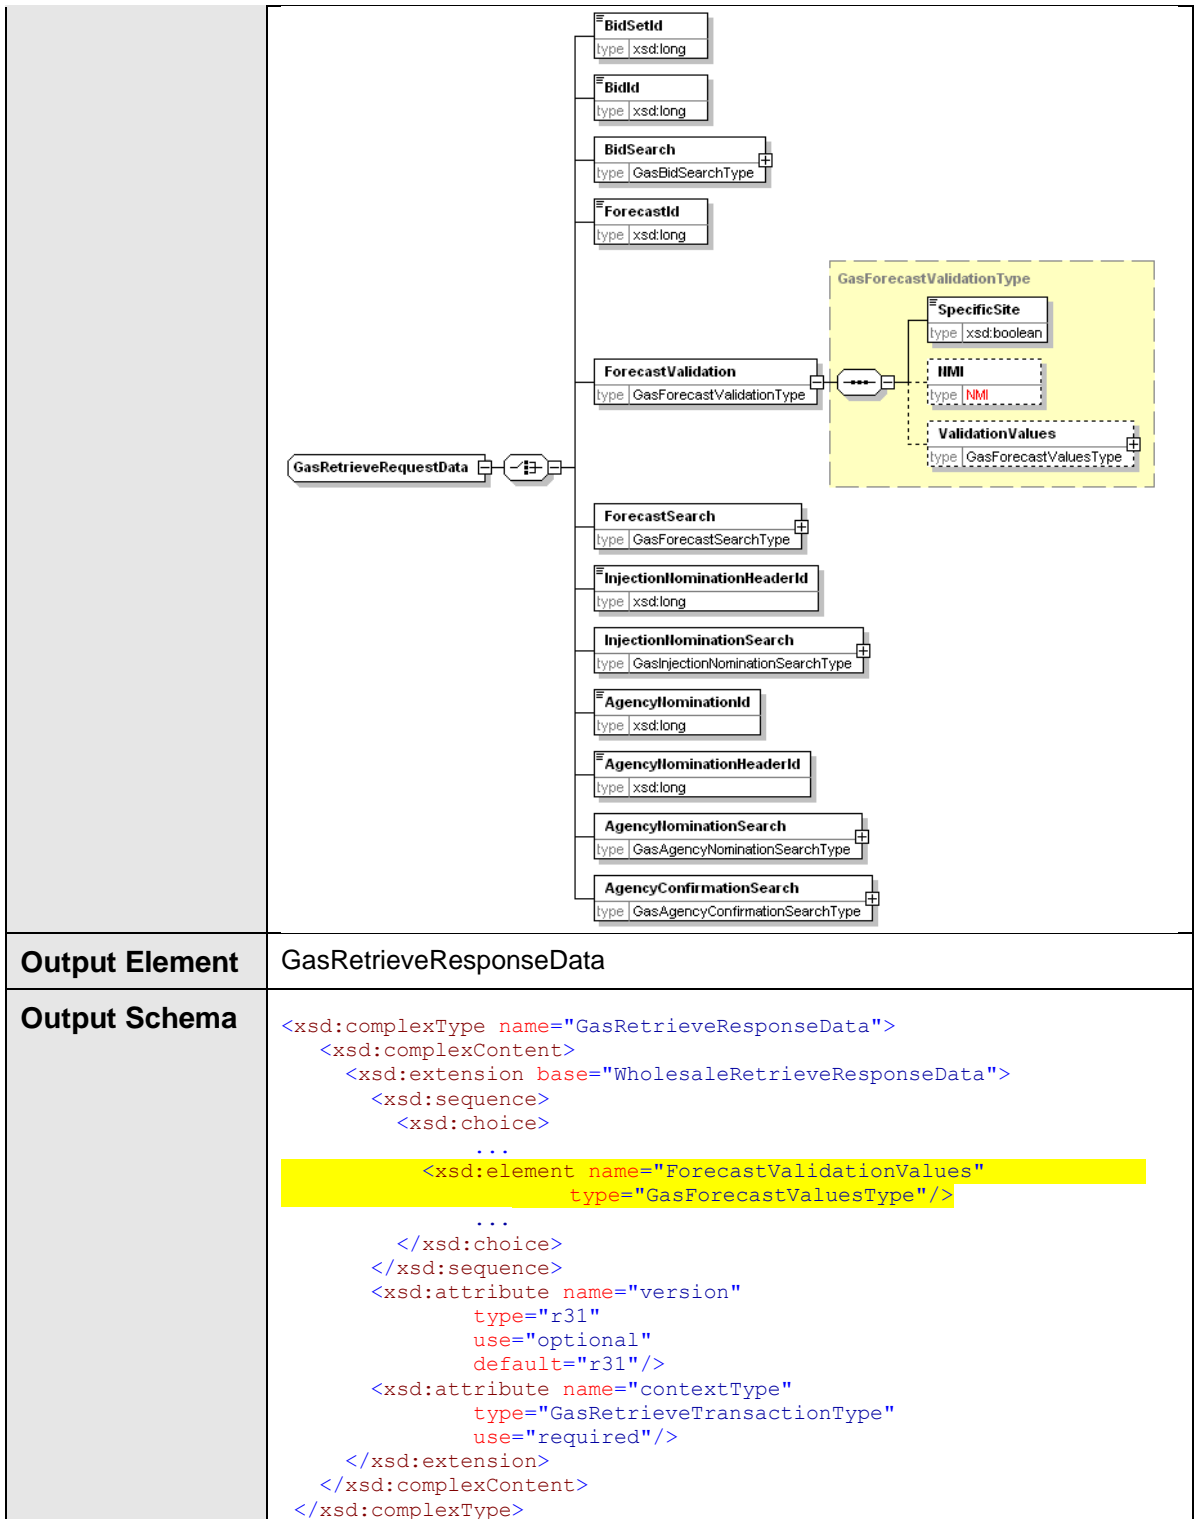 BidSetId
type xsd:long
BidId
type xsd:long
BidSearch
type GasBidSearchType
ForecastId
type xsd:long
GasForecastValidationType
SpecificSite
type xsd:boolean
ForecastValidation
type GasForecastValidationType
NMI
type NMI
ValidationValues
type GasForecastValuesType
GasRetrieveRequestData
ForecastSearch
type GasForecastSearchType
InjectionNominationHeaderId
type xsd:long
InjectionNominationSearch
type GasInjectionNominationSearchType
AgencyNominationId
type xsd:long
AgencyNominationHeaderId
type xsd:long
AgencyNominationSearch
type GasAgencyNominationSearchType
AgencyConfirmationSearch
type GasAgencyConfirmationSearchType
Output Element
GasRetrieveResponseData
Output Schema
<xsd:complexType name="GasRetrieveResponseData">
<xsd:complexContent>
<xsd:extension base="WholesaleRetrieveResponseData">
<xsd:sequence>
<xsd:choice>
...
<xsd:element name="ForecastValidationValues"
type="GasForecastValuesType"/>
...
</xsd:choice>
</xsd:sequence>
<xsd:attribute name="version"
type="r31"
use="optional"
default="r31"/>
<xsd:attribute name="contextType"
type="GasRetrieveTransactionType"
use="required"/>
</xsd:extension>
</xsd:complexContent>
</xsd:complexType>